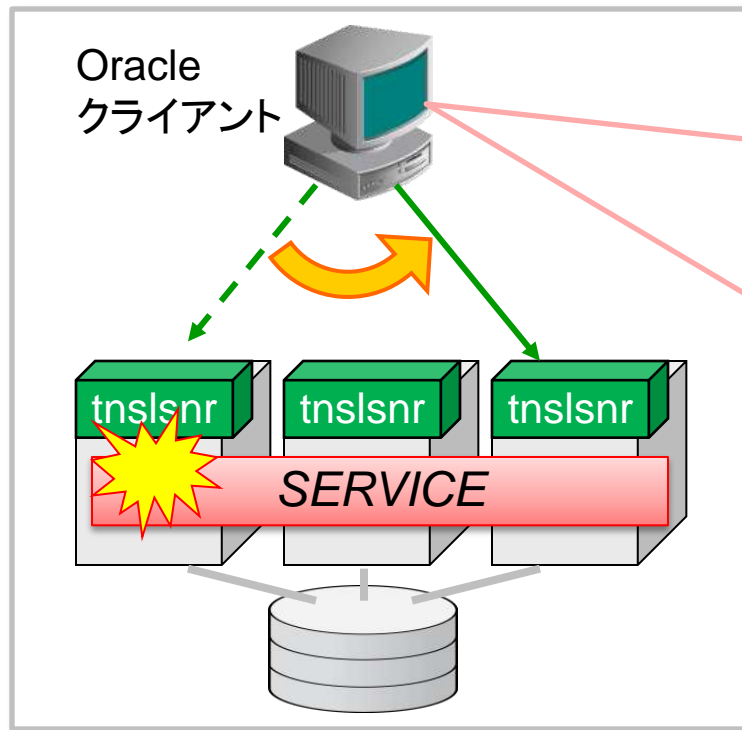 Oracle
クライアント
tnslsnr
tnslsnr
tnslsnr
SERVICE